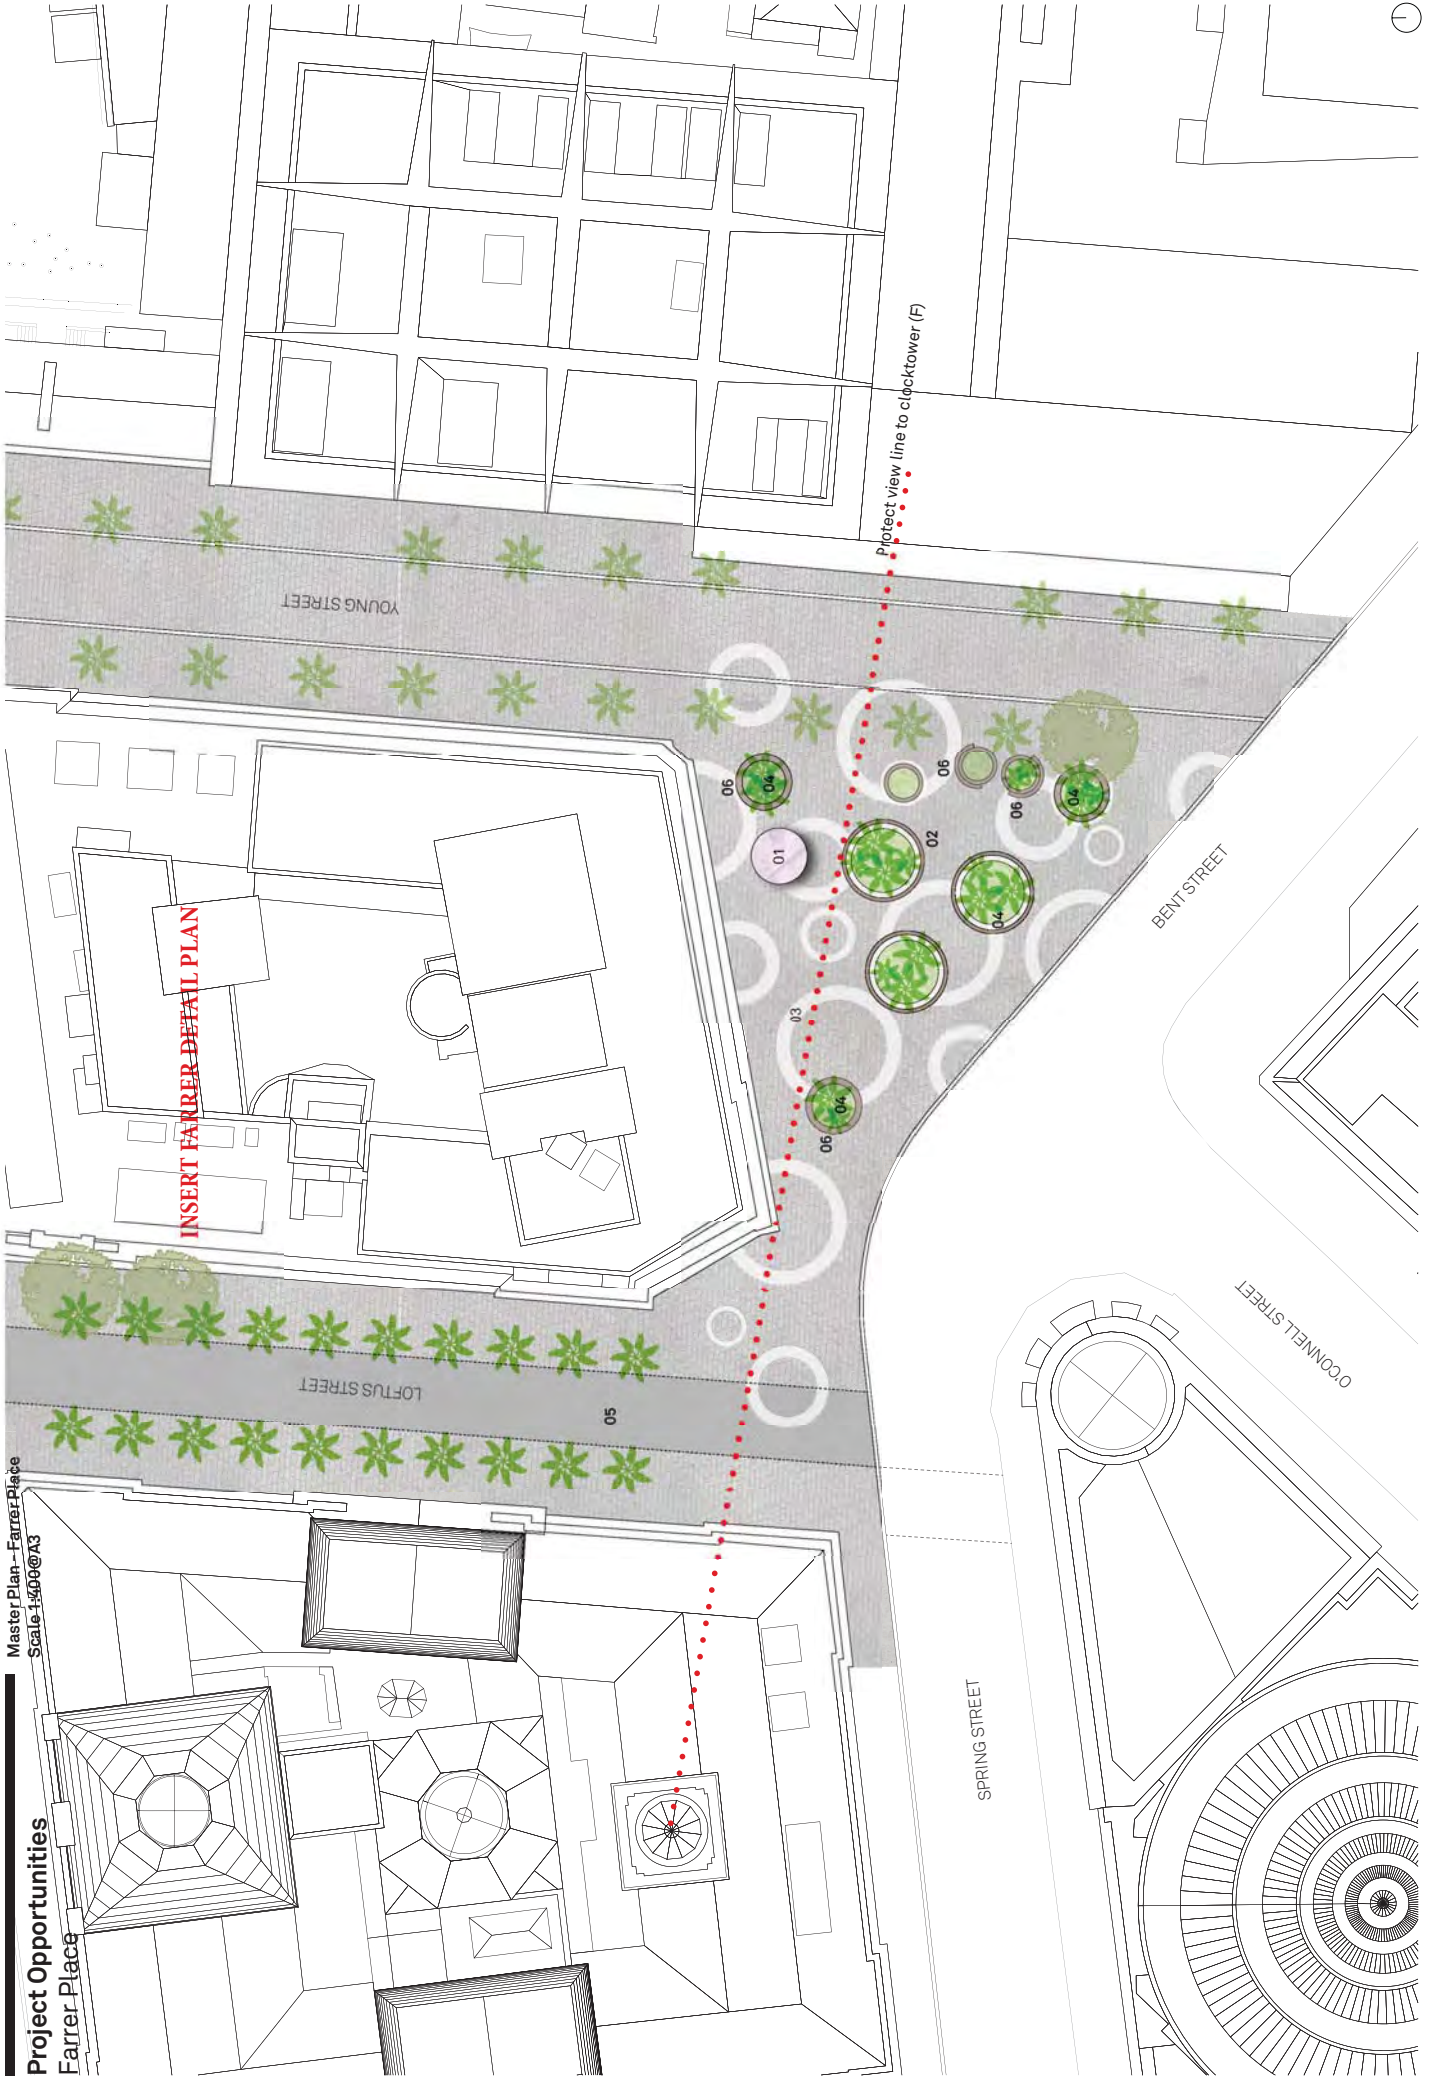 Project Opportunities
Farrer Place
Master Plan - Farrer Place
Scale 1:400@A3
INSERT FARRER DETAIL PLAN
YOUNG STREET
Protect view line to clocktower (F)
06
04
01
06
06
04
02
04
03
04
06
BENT STREET
LOFTUS STREET
05
O'CONNELL STREET
SPRING STREET